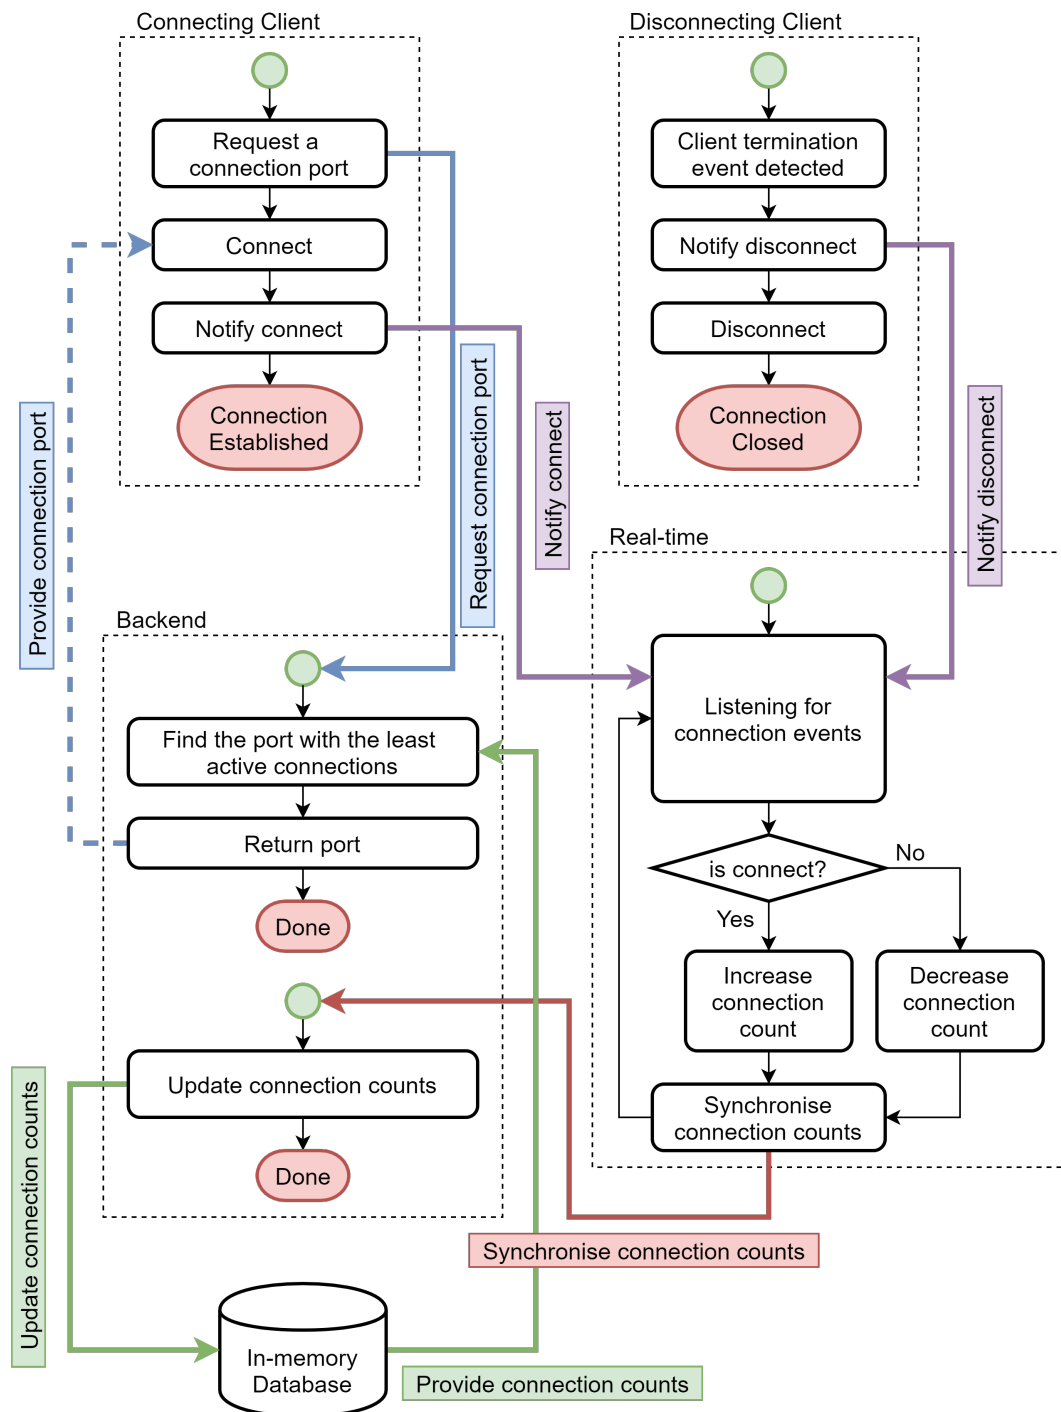 Connecting Client
Disconnecting Client
Request a
connection port
Connect
Notify connect
Connection
Established
Client termination
event detected
Notify disconnect
Disconnect
Connection
Closed
Provide connection port
Request connection port
Notify connect
Notify disconnect
Real-time
Listening for
connection events
is connect?
No
Yes
Increase
connection
count
Decrease
connection
count
Synchronise
connection counts
Backend
Find the port with the least
active connections
Return port
Done
Update connection counts
Done
Update connection counts
Synchronise connection counts
In-memory
Database
Provide connection counts